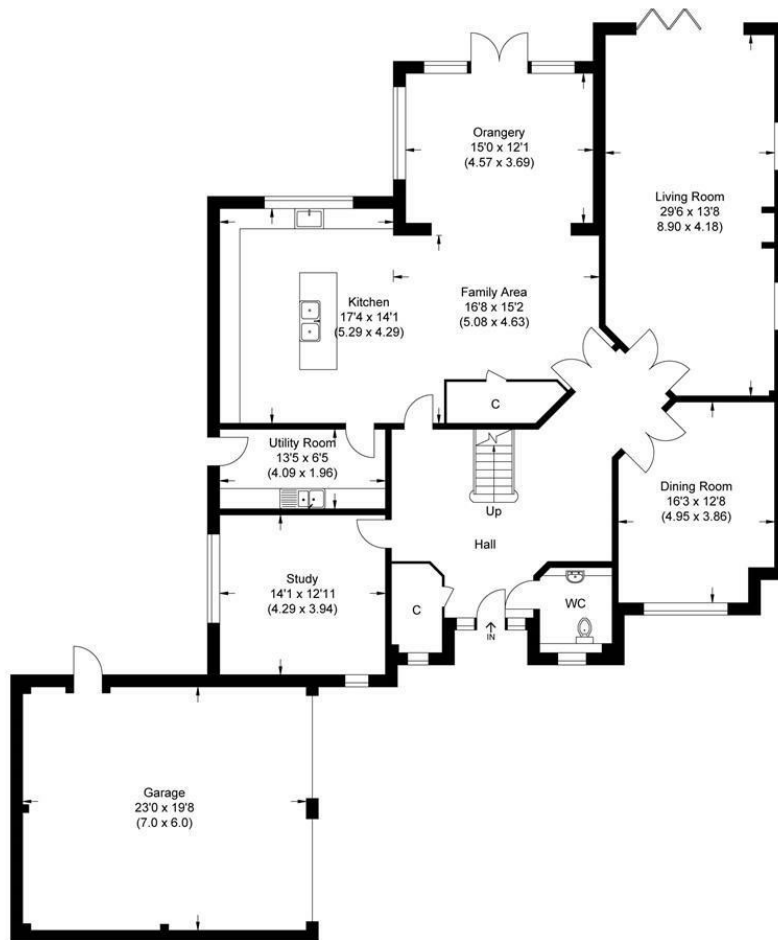 Orangery
15'0 x 12'1
(4.57 x 3.69)
Living Room
29'6 x 13'8
8.90 x 4.18)
Kitchen
17'4 x 14'1
(5.29 x 4.29)
Family Area
16'8 x 15'2
(5.08 x 4.63)
C
Utility Room
13'5 x 6'5
(4.09 x 1.96)
Up
Hall
Dining Room
16'3 x 12'8
(4.95 x 3.86)
Study
14'1 x 12'11
(4.29 x 3.94)
C
WC
IN
Garage
23'0 x 19'8
(7.0 x 6.0)